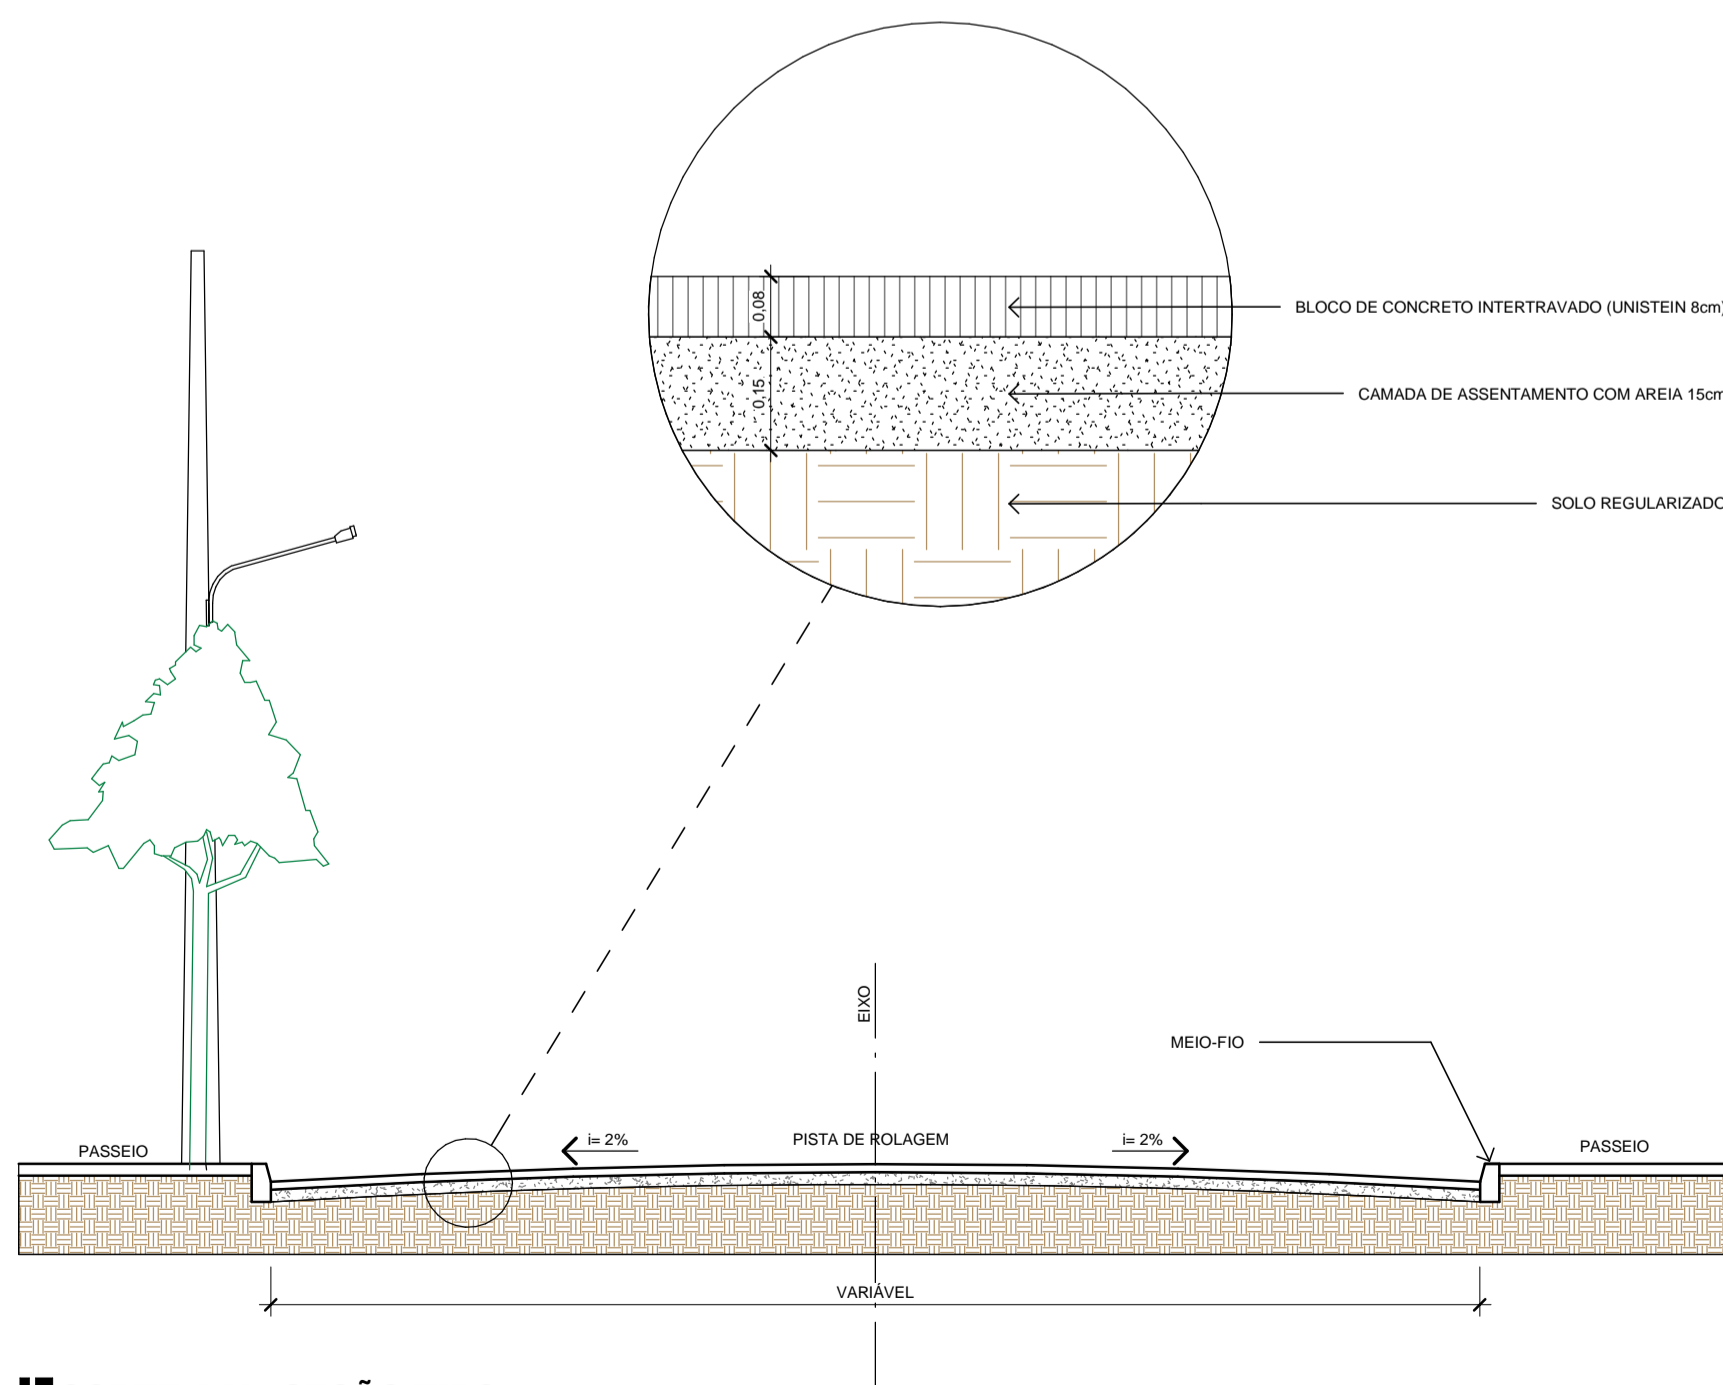 BLOCO DE CONCRETO INTERTRAVADO (UNISTEIN 8cm)
0,08
CAMADA DE ASSENTAMENTO COM AREIA 15cm
0,15
SOLO REGULARIZADO
EIXO
MEIO-FIO
PASSEIO
i= 2%
PISTA DE ROLAGEM
i= 2%
PASSEIO
VARIÁVEL